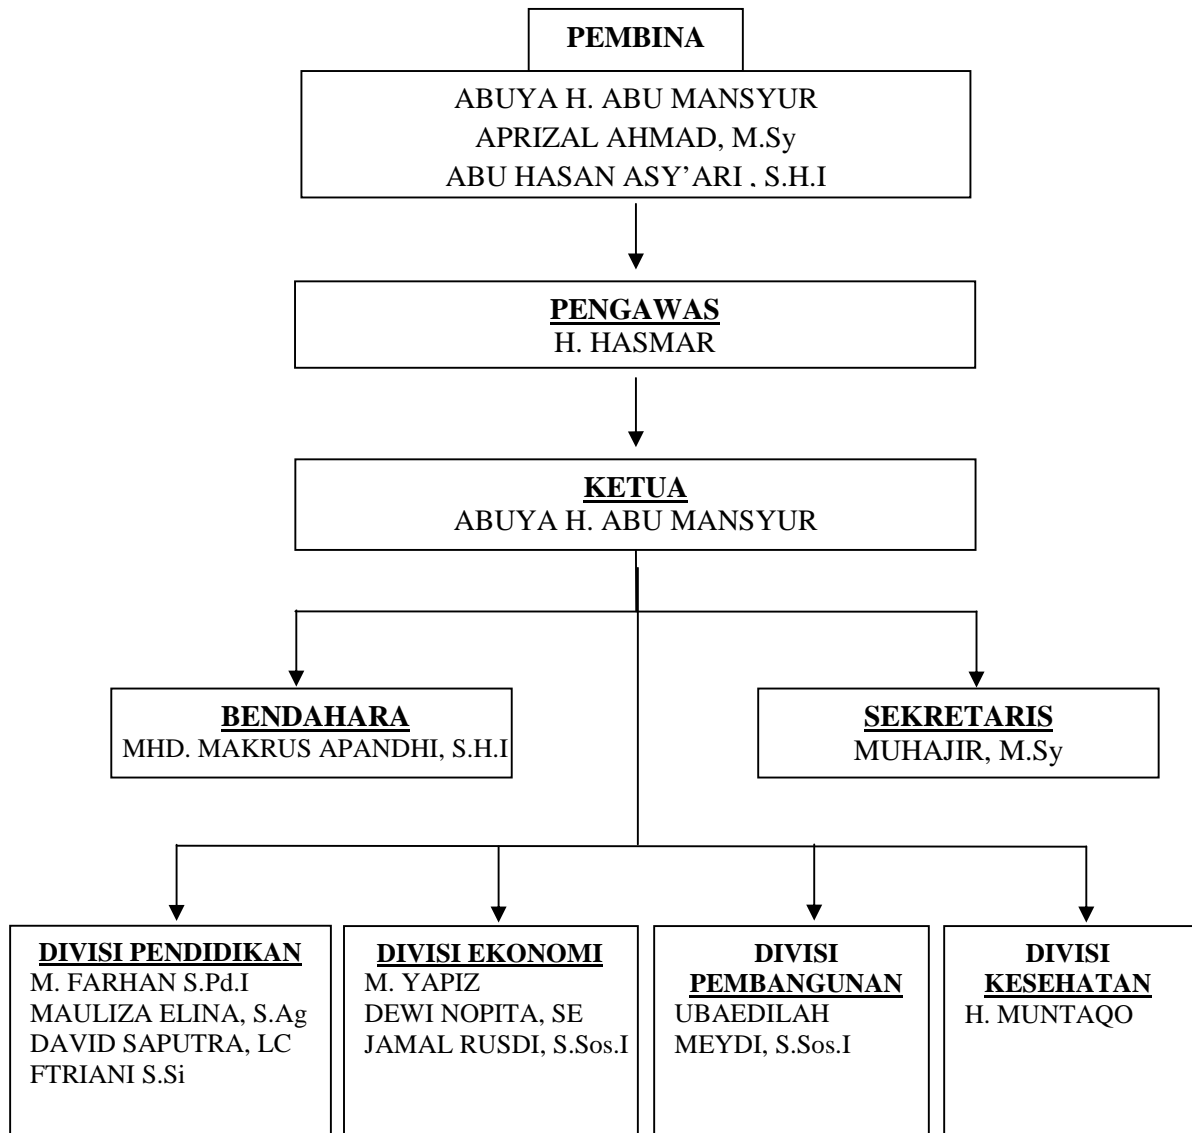 PEMBINA
ABUYA H. ABU MANSYUR
APRIZAL AHMAD, M.Sy
ABU HASAN ASY’ARI , S.H.I
PENGAWAS
H. HASMAR
KETUA
ABUYA H. ABU MANSYUR
BENDAHARA
MHD. MAKRUS APANDHI, S.H.I
SEKRETARIS
MUHAJIR, M.Sy
DIVISI PENDIDIKAN
M. FARHAN S.Pd.I
MAULIZA ELINA, S.Ag
DAVID SAPUTRA, LC
FTRIANI S.Si
DIVISI EKONOMI
M. YAPIZ
DEWI NOPITA, SE
JAMAL RUSDI, S.Sos.I
DIVISI
PEMBANGUNAN
UBAEDILAH
MEYDI, S.Sos.I
DIVISI
KESEHATAN
H. MUNTAQO